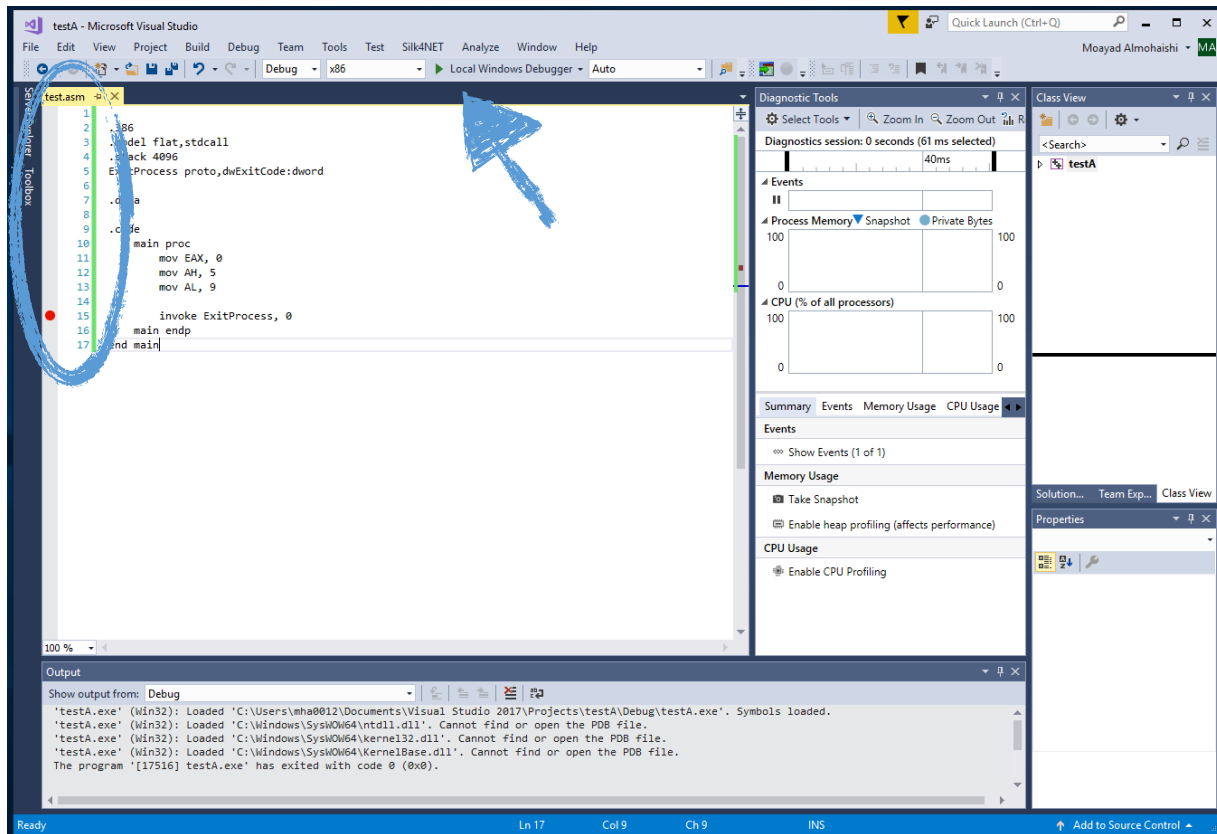 testA - Microsoft Visual Studio
Quick Launch (Ctrl+Q)
File Edit View Project Build Debug Team Tools Test Silk4NET Analyze Window Help
Moayad Almohaishi MA
Debug x86 Local Windows Debugger Auto
Server Explorer
Toolbox
test.asm
1
2 .386
3 .model flat,stdcall
4 .stack 4096
5 ExitProcess proto,dwExitCode:dword
6
7 .data
8
9 .code
10 main proc
11 mov EAX, 0
12 mov AH, 5
13 mov AL, 9
14
15 invoke ExitProcess, 0
16 main endp
17 end main
100 %
Diagnostic Tools
Select Tools Zoom In Zoom Out R
Diagnostics session: 0 seconds (61 ms selected)
40ms
Events
Process Memory Snapshot Private Bytes
100 100
0 0
CPU (% of all processors)
100 100
0 0
Summary Events Memory Usage CPU Usage
Events
Show Events (1 of 1)
Memory Usage
Take Snapshot
Enable heap profiling (affects performance)
CPU Usage
Enable CPU Profiling
Class View
<Search>
testA
Solution... Team Exp... Class View
Properties
Output
Show output from: Debug
'testA.exe' (Win32): Loaded 'C:\Users\mha0012\Documents\Visual Studio 2017\Projects\testA\Debug\testA.exe'. Symbols loaded.
'testA.exe' (Win32): Loaded 'C:\Windows\SysWOW64\ntdll.dll'. Cannot find or open the PDB file.
'testA.exe' (Win32): Loaded 'C:\Windows\SysWOW64\kernel32.dll'. Cannot find or open the PDB file.
'testA.exe' (Win32): Loaded 'C:\Windows\SysWOW64\KernelBase.dll'. Cannot find or open the PDB file.
The program '[17516] testA.exe' has exited with code 0 (0x0).
Ready Ln 17 Col 9 Ch 9 INS Add to Source Control